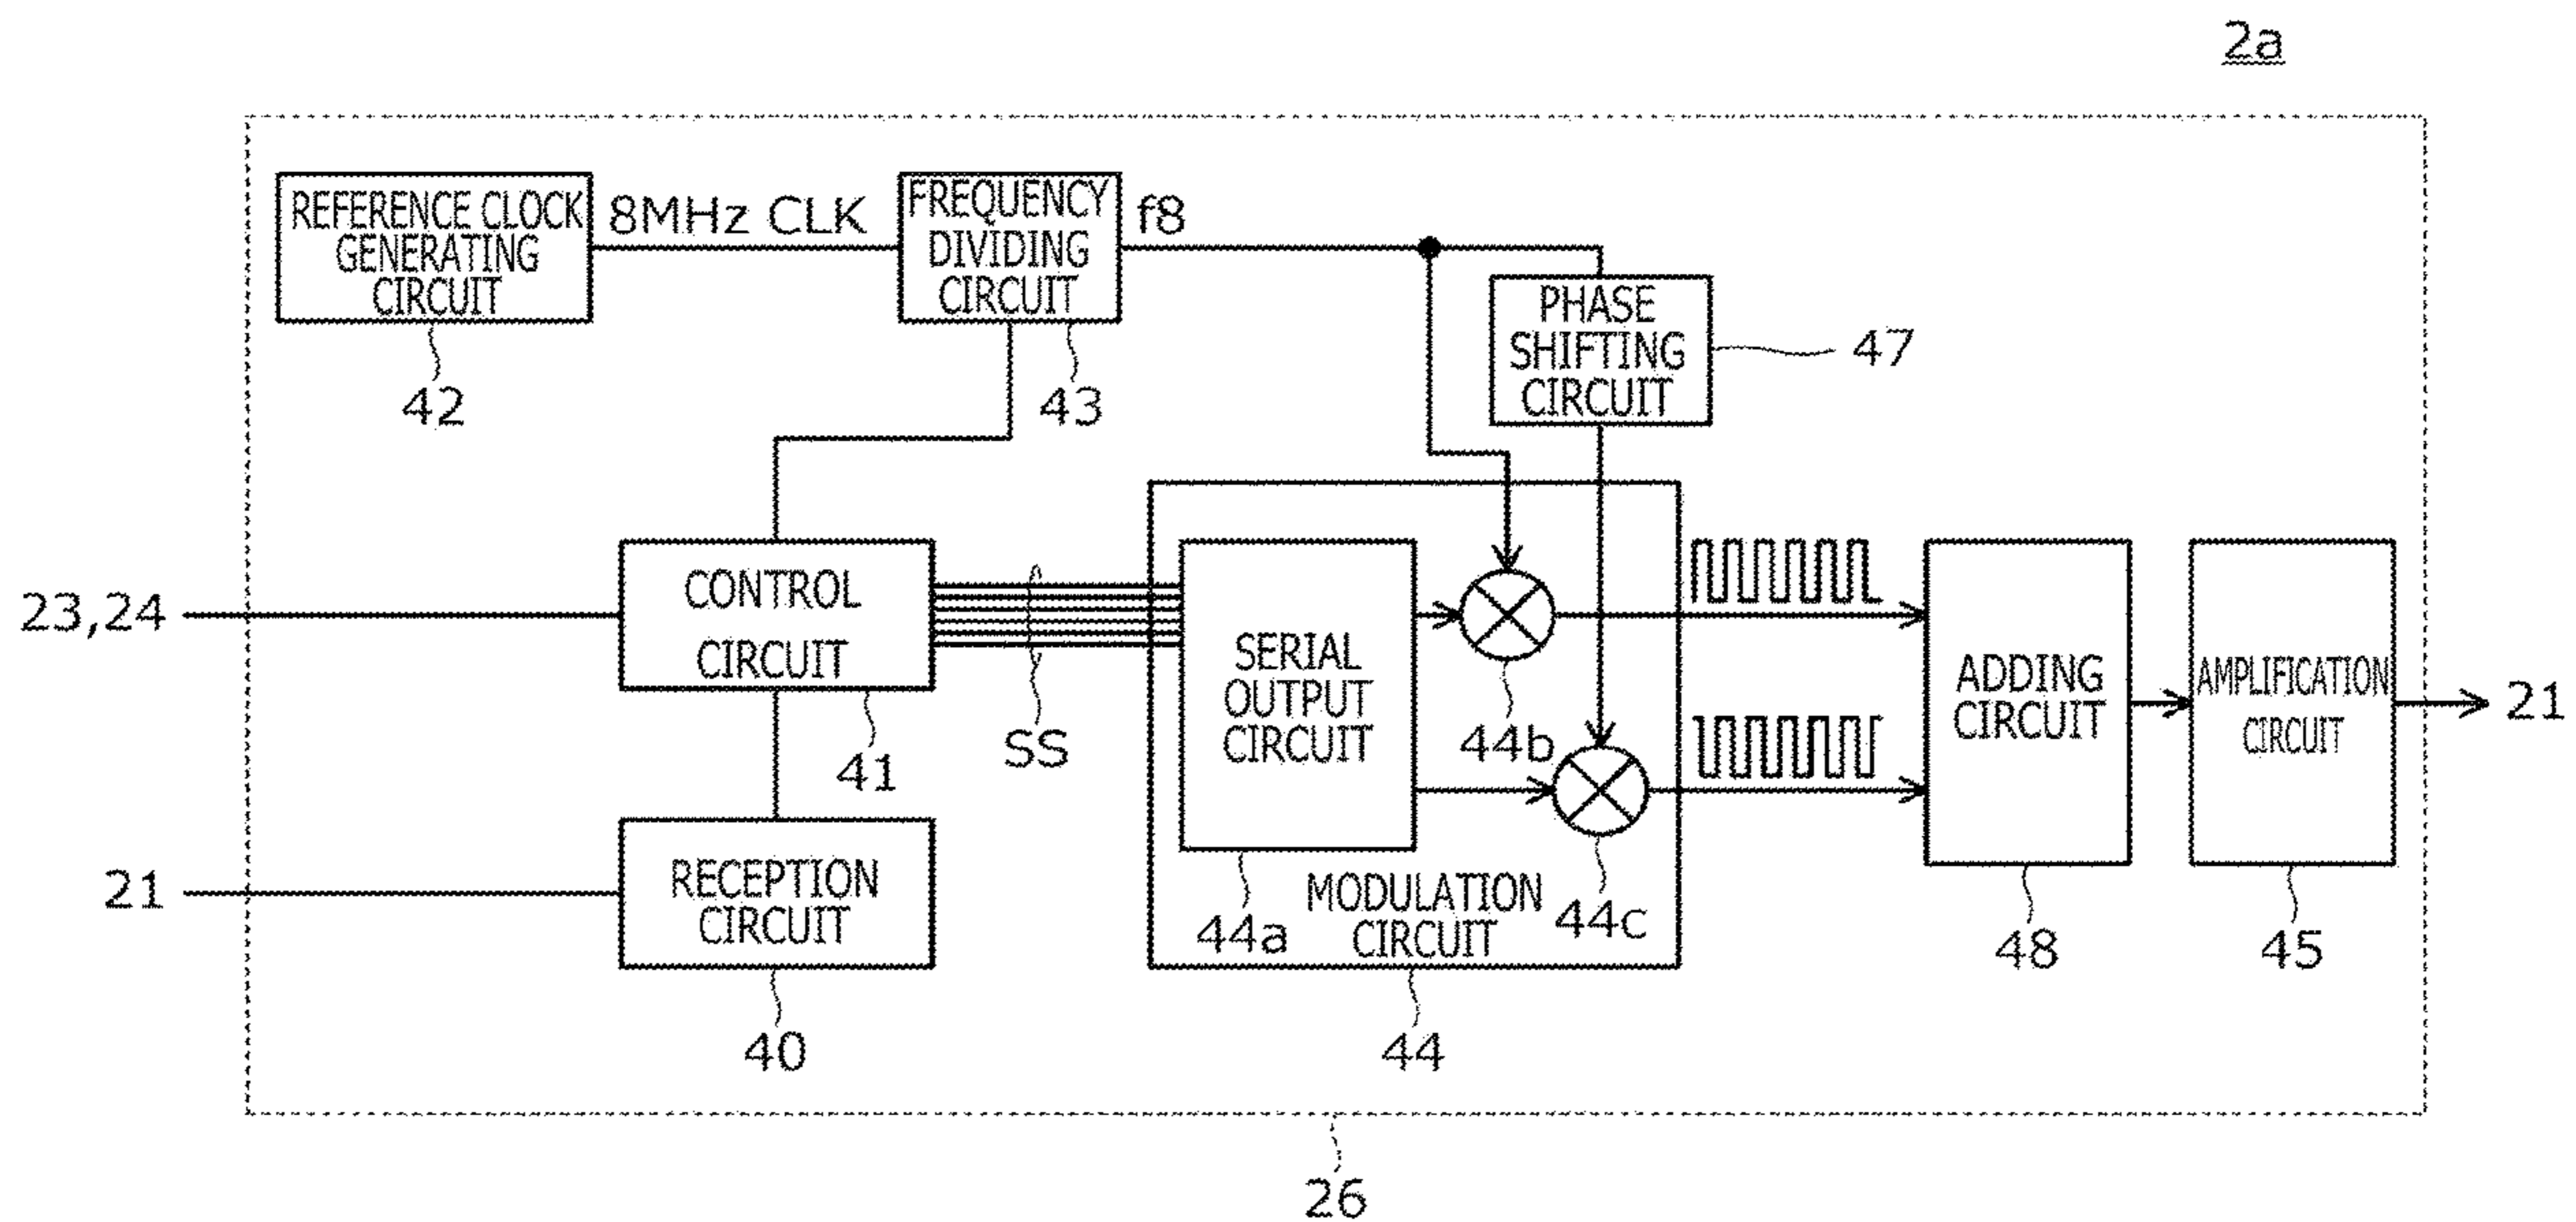 2a
REFERENCE CLOCK
GENERATING
CIRCUIT
42
8MHz CLK
FREQUENCY
DIVIDING
CIRCUIT
43
f8
PHASE
SHIFTING
CIRCUIT
47
23,24
CONTROL
CIRCUIT
41
SS
SERIAL
OUTPUT
CIRCUIT
44a
44b
44c
MODULATION
CIRCUIT
44
ADDING
CIRCUIT
48
AMPLIFICATION
CIRCUIT
45
21
21
RECEPTION
CIRCUIT
40
26